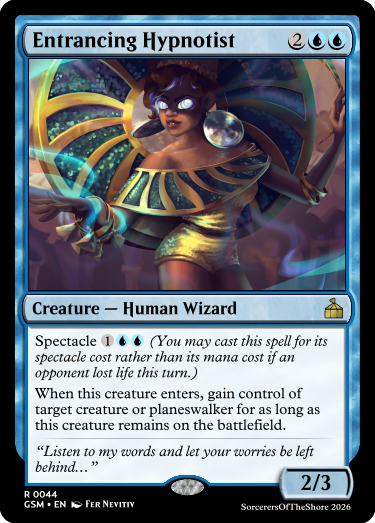 Entrancing Hypnotist 2
Creature — Human Wizard
Spectacle 1 (You may cast this spell for its
spectacle cost rather than its mana cost if an
opponent lost life this turn.)
When this creature enters, gain control of
target creature or planeswalker for as long as
this creature remains on the battlefield.
“Listen to my words and let your worries be left
behind…”
2/3
R 0044
GSM • EN Fer Nevitiv
SorcerersOfTheShore 2026